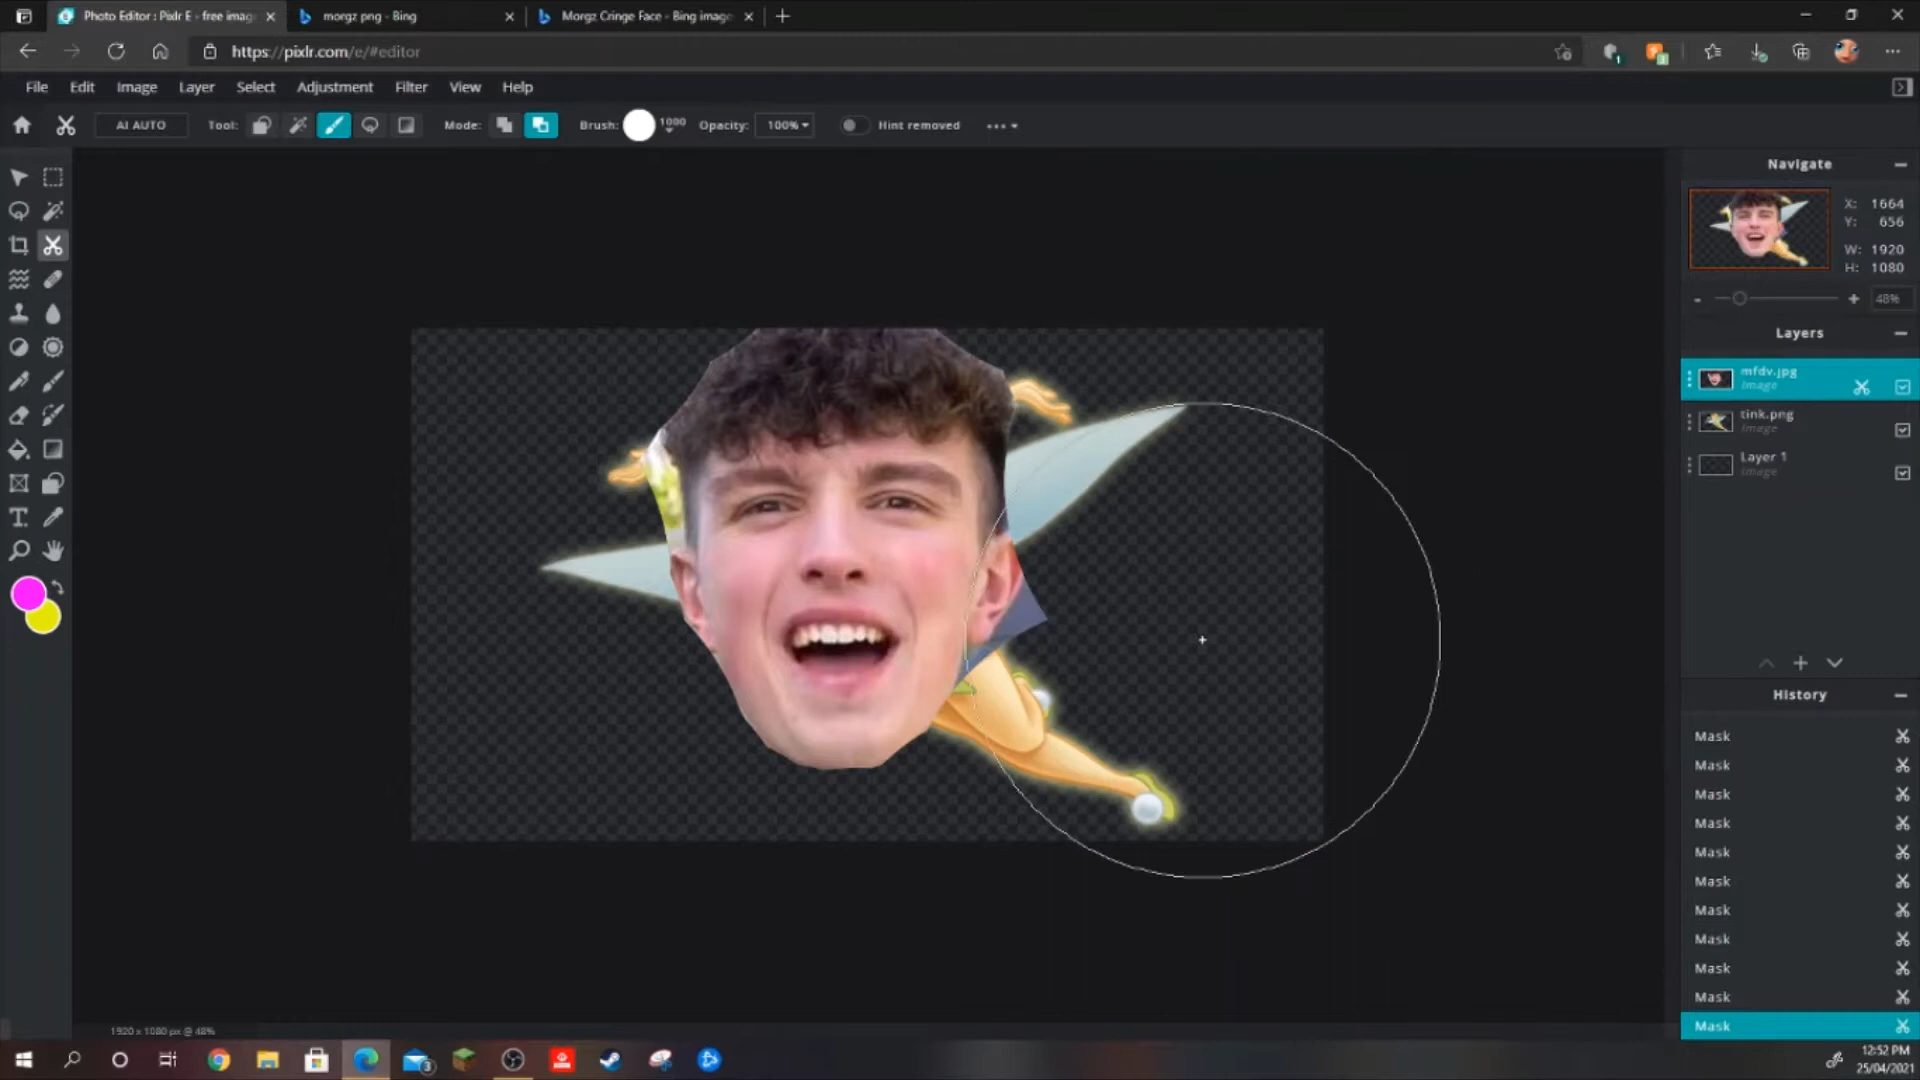 Photo Editor : Pixlr E - free imag
morgz png - Bing
Morgz Cringe Face - Bing image
https://pixlr.com/e/#editor
1
3
File Edit Image Layer Select Adjustment Filter View Help
AI AUTO Tool: Mode: Brush: 1000 Opacity: 100% Hint removed
Navigate
X: 1664
Y: 656
W: 1920
H: 1080
48%
Layers
mfdv.jpg
Image
tink.png
Image
Layer 1
Image
T
History
Mask
Mask
Mask
Mask
Mask
Mask
Mask
Mask
Mask
Mask
Mask
1920 x 1080 px @ 48%
3
12:52 PM
25/04/2021